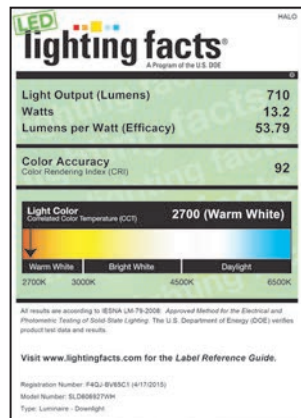 HALO
LED
lighting facts®
A Program of the U.S. DOE
Light Output (Lumens) 710
Watts 13.2
Lumens per Watt (Efficacy) 53.79
Color Accuracy 92
Color Rendering Index (CRI)
Light Color 2700 (Warm White)
Correlated Color Temperature (CCT)
Warm White Bright White Daylight
2700K 3000K 4500K 6500K
All results are according to IESNA LM-79-2008: Approved Method for the Electrical and
Photometric Testing of Solid-State Lighting. The U.S. Department of Energy (DOE) verifies
product test data and results.
Visit www.lightingfacts.com for the Label Reference Guide.
Registration Number: F4QJ-BV65C1 (4/17/2015)
Model Number: SLD606927WH
Type: Luminaire - Downlight